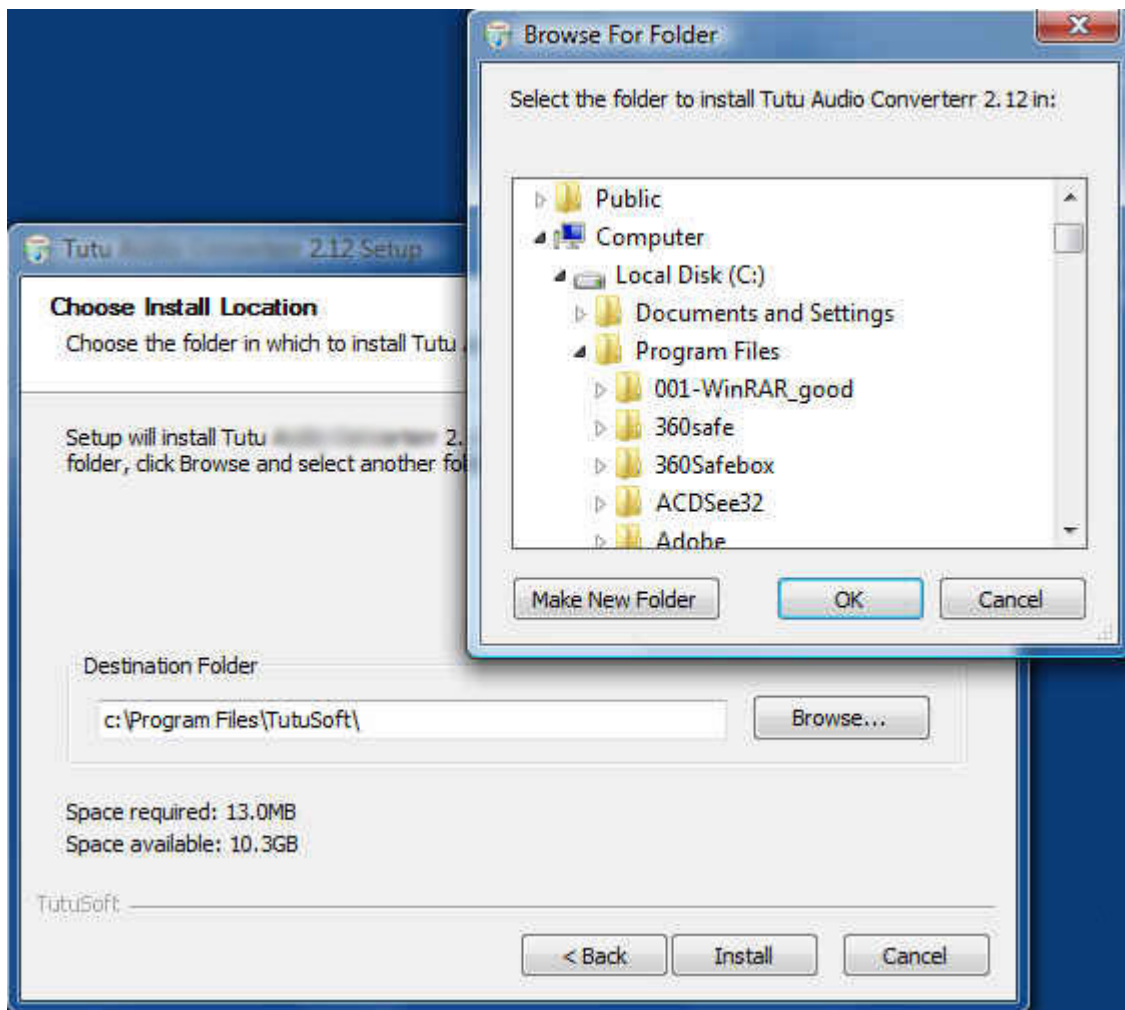 Browse For Folder
X
Select the folder to install Tutu Audio Converterr 2.12 in:
Public
Computer
Local Disk (C:)
Documents and Settings
Program Files
001-WinRAR_good
360safe
360Safebox
ACDSee32
Adobe
Make New Folder
OK
Cancel
Tutu 2.12 Setup
Choose Install Location
Choose the folder in which to install Tutu
Setup will install Tutu 2.
folder, click Browse and select another
Destination Folder
c:\Program Files\TutuSoft\
Browse...
Space required: 13.0MB
Space available: 10.3GB
TutuSoft
< Back
Install
Cancel